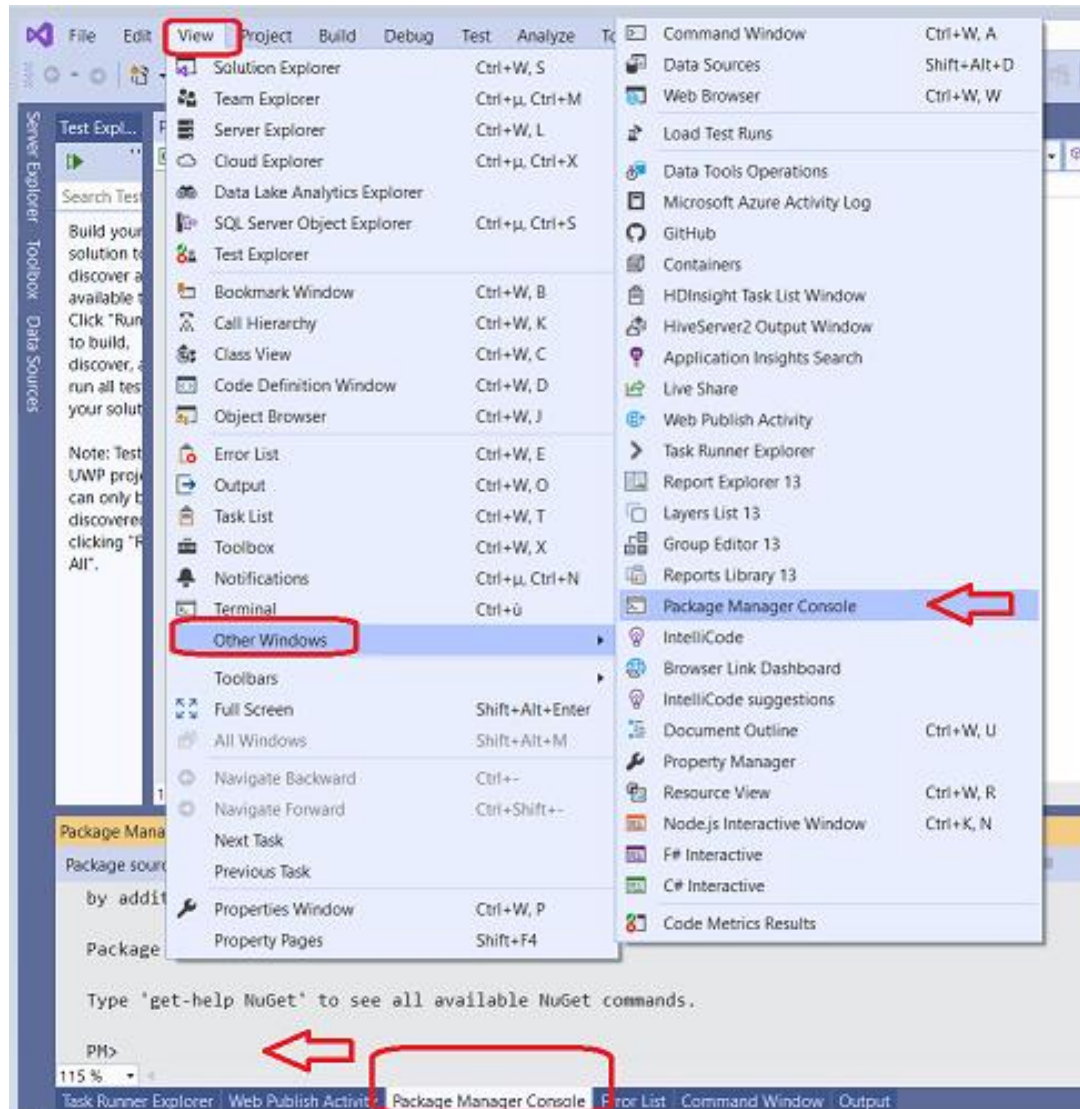 File Edit View Project Build Debug Test Analyze
Server Explorer
Toolbox
Data Sources
Test Expl...
Search Test
Build your
solution to
discover
available
Click "Run
to build,
discover,
run all tes
your solut
Note: Test
UWP proj
can only b
discovered
clicking "R
All".
Solution Explorer Ctrl+W, S
Team Explorer Ctrl+µ, Ctrl+M
Server Explorer Ctrl+W, L
Cloud Explorer Ctrl+µ, Ctrl+X
Data Lake Analytics Explorer
SQL Server Object Explorer Ctrl+µ, Ctrl+S
Test Explorer
Bookmark Window Ctrl+W, B
Call Hierarchy Ctrl+W, K
Class View Ctrl+W, C
Code Definition Window Ctrl+W, D
Object Browser Ctrl+W, J
Error List Ctrl+W, E
Output Ctrl+W, O
Task List Ctrl+W, T
Toolbox Ctrl+W, X
Notifications Ctrl+µ, Ctrl+N
Terminal Ctrl+ù
Other Windows
Toolbars
Full Screen Shift+Alt+Enter
All Windows Shift+Alt+M
Navigate Backward Ctrl+-
Navigate Forward Ctrl+Shift+-
Next Task
Previous Task
Properties Window Ctrl+W, P
Property Pages Shift+F4
Command Window Ctrl+W, A
Data Sources Shift+Alt+D
Web Browser Ctrl+W, W
Load Test Runs
Data Tools Operations
Microsoft Azure Activity Log
GitHub
Containers
HDInsight Task List Window
HiveServer2 Output Window
Application Insights Search
Live Share
Web Publish Activity
Task Runner Explorer
Report Explorer 13
Layers List 13
Group Editor 13
Reports Library 13
Package Manager Console
IntelliCode
Browser Link Dashboard
IntelliCode suggestions
Document Outline Ctrl+W, U
Property Manager
Resource View Ctrl+W, R
Node.js Interactive Window Ctrl+K, N
F# Interactive
C# Interactive
Code Metrics Results
Package Mana
Package sourc
by addit
Package
Type 'get-help NuGet' to see all available NuGet commands.
PM>
115 %
Task Runner Explorer Web Publish Activity Package Manager Console Error List Command Window Output